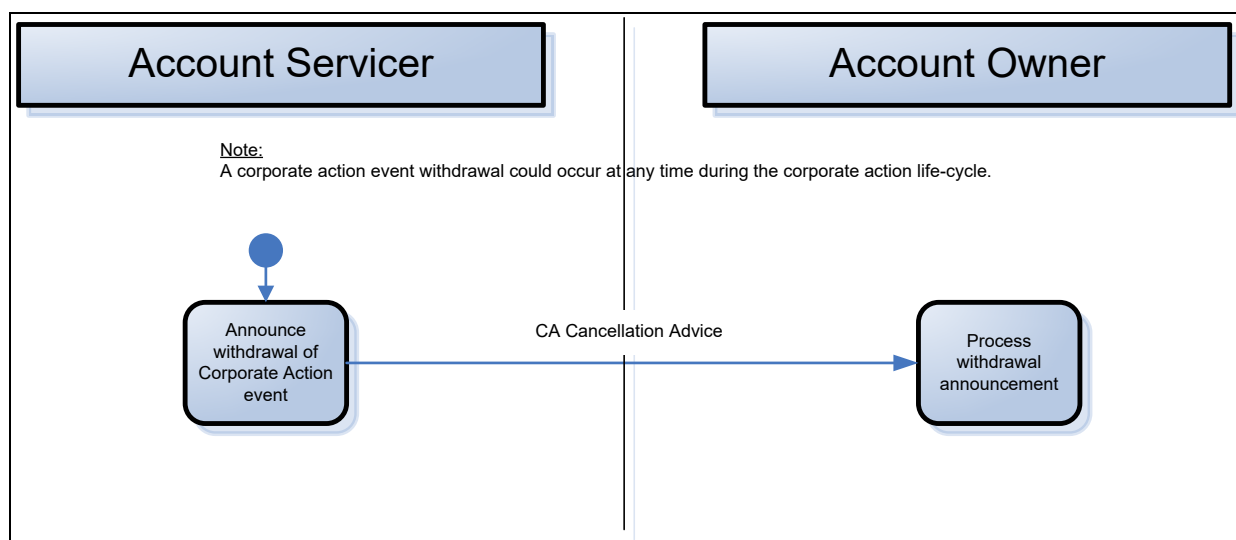 Account Servicer
Account Owner
Note:
A corporate action event withdrawal could occur at any time during the corporate action life-cycle.
Announce
withdrawal of
Corporate Action
event
CA Cancellation Advice
Process
withdrawal
announcement